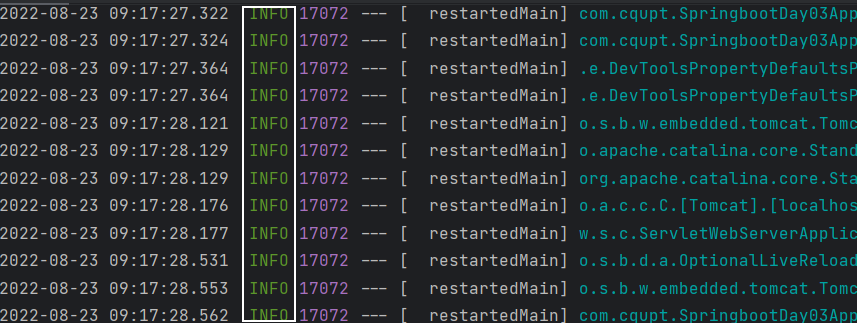 2022-08-23 09:17:27.322 INFO 17072 --- [ restartedMain] com.cqupt.SpringbootDay03App
2022-08-23 09:17:27.324 INFO 17072 --- [ restartedMain] com.cqupt.SpringbootDay03App
2022-08-23 09:17:27.364 INFO 17072 --- [ restartedMain] .e.DevToolsPropertyDefaultsP
2022-08-23 09:17:27.364 INFO 17072 --- [ restartedMain] .e.DevToolsPropertyDefaultsP
2022-08-23 09:17:28.121 INFO 17072 --- [ restartedMain] o.s.b.w.embedded.tomcat.Tomc
2022-08-23 09:17:28.129 INFO 17072 --- [ restartedMain] o.apache.catalina.core.Stand
2022-08-23 09:17:28.129 INFO 17072 --- [ restartedMain] org.apache.catalina.core.Sta
2022-08-23 09:17:28.176 INFO 17072 --- [ restartedMain] o.a.c.c.C.[Tomcat].[localhos
2022-08-23 09:17:28.177 INFO 17072 --- [ restartedMain] w.s.c.ServletWebServerApplic
2022-08-23 09:17:28.531 INFO 17072 --- [ restartedMain] o.s.b.d.a.OptionalLiveReload
2022-08-23 09:17:28.553 INFO 17072 --- [ restartedMain] o.s.b.w.embedded.tomcat.Tomc
2022-08-23 09:17:28.562 INFO 17072 --- [ restartedMain] com.cqupt.SpringbootDay03App